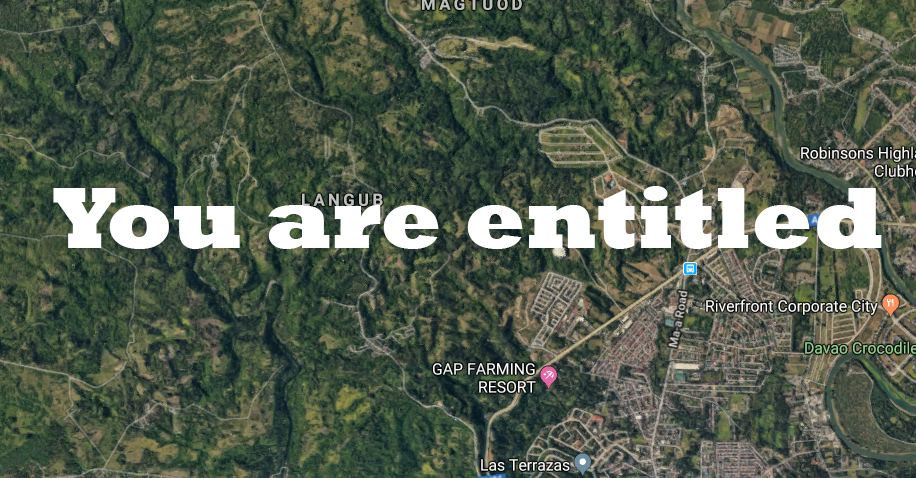 MAGTUOD
Robinsons Highla
Clubho
LANGUB
You are entitled
Riverfront Corporate City
Ma-a Road
Davao Crocodile
GAP FARMING
RESORT
Las Terrazas